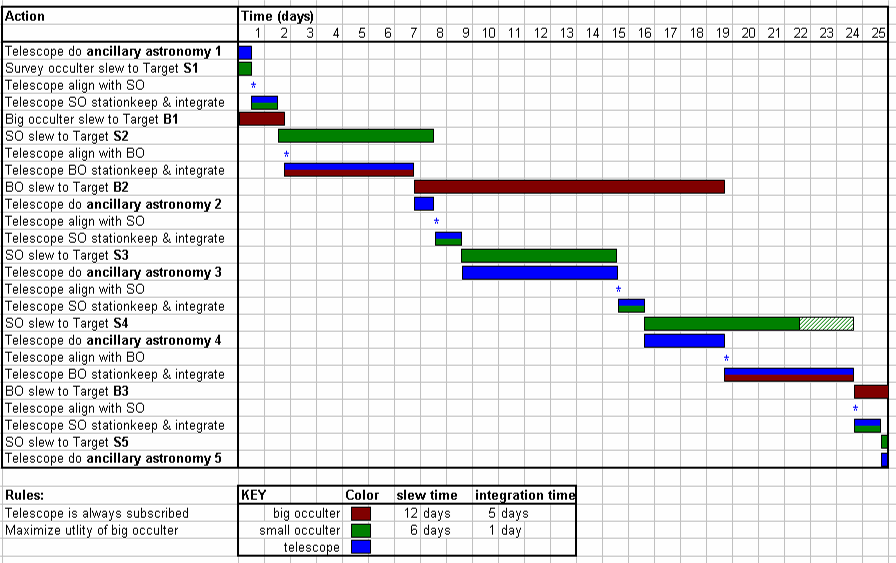 Action Time (days)
1 2 3 4 5 6 7 8 9 10 11 12 13 14 15 16 17 18 19 20 21 22 23 24 25
Telescope do ancillary astronomy 1
Survey occulter slew to Target S1
Telescope align with SO *
Telescope SO stationkeep & integrate
Big occulter slew to Target B1
SO slew to Target S2
Telescope align with BO *
Telescope BO stationkeep & integrate
BO slew to Target B2
Telescope do ancillary astronomy 2
Telescope align with SO *
Telescope SO stationkeep & integrate
SO slew to Target S3
Telescope do ancillary astronomy 3
Telescope align with SO *
Telescope SO stationkeep & integrate
SO slew to Target S4
Telescope do ancillary astronomy 4
Telescope align with BO *
Telescope BO stationkeep & integrate
BO slew to Target B3
Telescope align with SO *
Telescope SO stationkeep & integrate
SO slew to Target S5
Telescope do ancillary astronomy 5
Rules: KEY Color slew time integration time
Telescope is always subscribed big occulter 12 days 5 days
Maximize utlity of big occulter small occulter 6 days 1 day
telescope